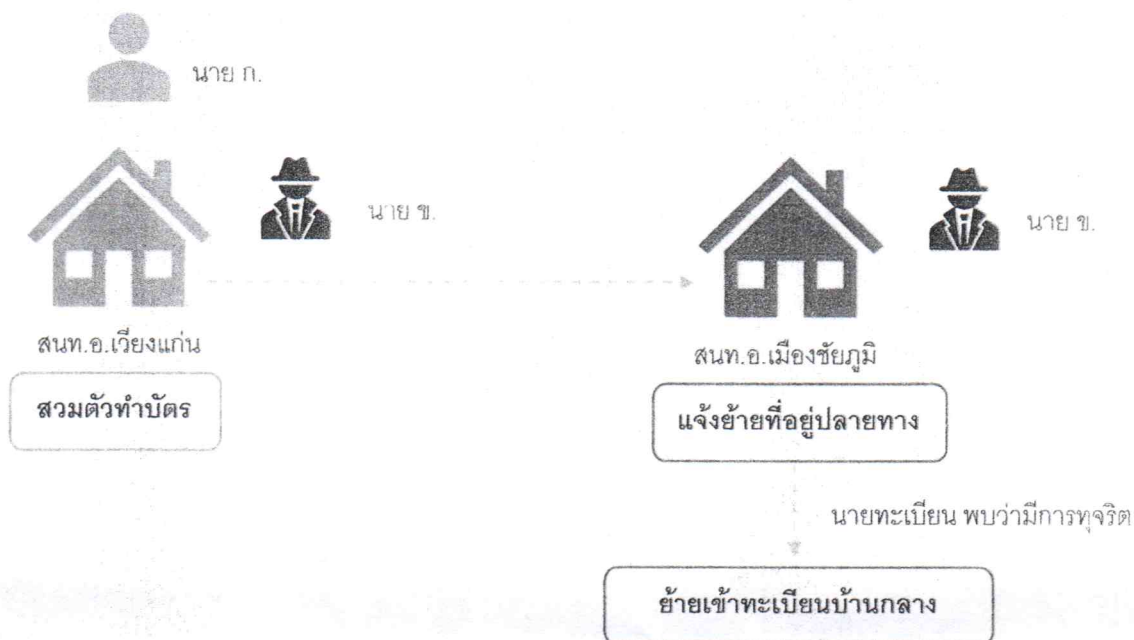 นาย ก.
นาย ข.
นาย ข.
สนท.อ.เวียงแก่น
สนท.อ.เมืองชัยภูมิ
สวมตัวทำบัตร
แจ้งย้ายที่อยู่ปลายทาง
นายทะเบียน พบว่ามีการทุจริต
ย้ายเข้าทะเบียนบ้านกลาง